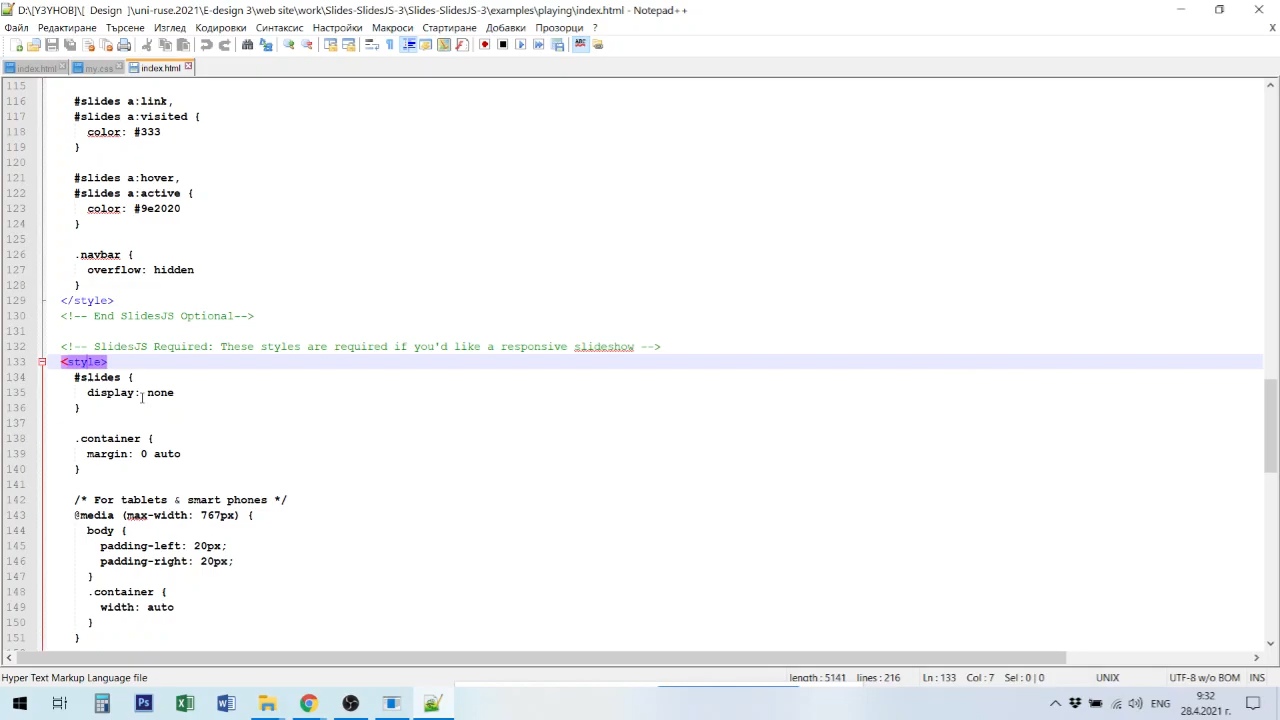 D:\[УЗУНОВ]\[ Design ]\uni-ruse.2021\E-design 3\web site\work\Slides-SlidesJS-3\Slides-SlidesJS-3\examples\playing\index.html - Notepad++
Файл Редактиране Търсене Изглед Кодировки Синтаксис Настройки Макроси Стартиране Добавки Прозорци ? X
index.html my.css index.html
115
116 #slides a:link,
117 #slides a:visited {
118 color: #333
119 }
120
121 #slides a:hover,
122 #slides a:active {
123 color: #9e2020
124 }
125
126 .navbar {
127 overflow: hidden
128 }
129 </style>
130 <!-- End SlidesJS Optional-->
131
132 <!-- SlidesJS Required: These styles are required if you'd like a responsive slideshow -->
133 <style>
134 #slides {
135 display: none
136 }
137
138 .container {
139 margin: 0 auto
140 }
141
142 /* For tablets & smart phones */
143 @media (max-width: 767px) {
144 body {
145 padding-left: 20px;
146 padding-right: 20px;
147 }
148 .container {
149 width: auto
150 }
151 }
Hyper Text Markup Language file length : 5141 lines : 216 Ln : 133 Col : 7 Sel : 0 | 0 UNIX UTF-8 w/o BOM INS
ENG 9:32
28.4.2021 г.